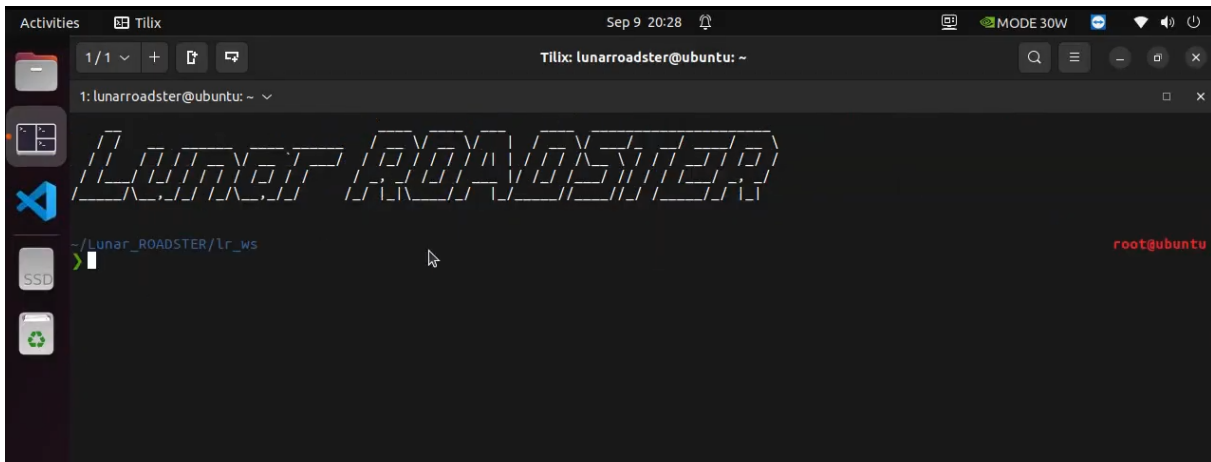 Activities Tilix Sep 9 20:28 MODE 30W
1/1 Tilix: lunarroadster@ubuntu: ~
1: lunarroadster@ubuntu: ~
Lunar ROADSTER
~/Lunar_ROADSTER/lr_ws root@ubuntu
❯
SSD